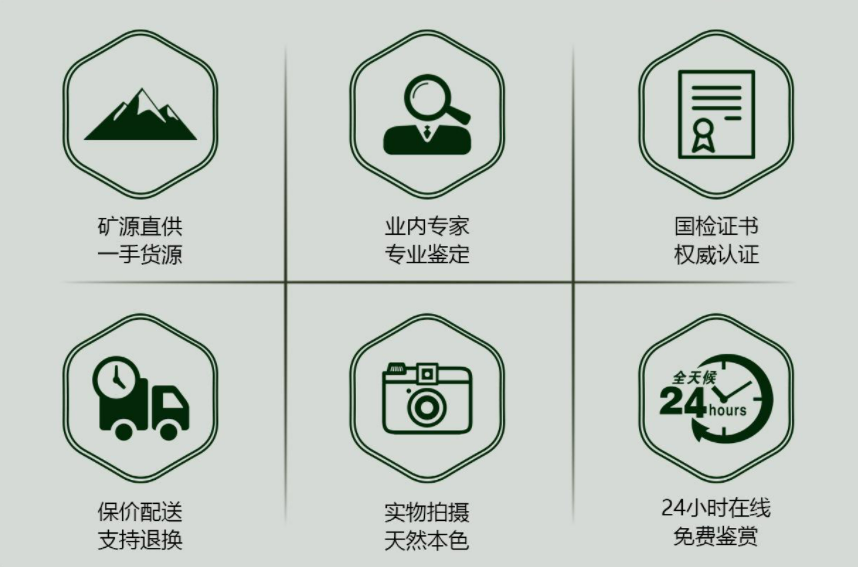 矿源直供
一手货源
业内专家
专业鉴定
国检证书
权威认证
保价配送
支持退换
实物拍摄
天然本色
全天候
24hours
24小时在线
免费鉴赏